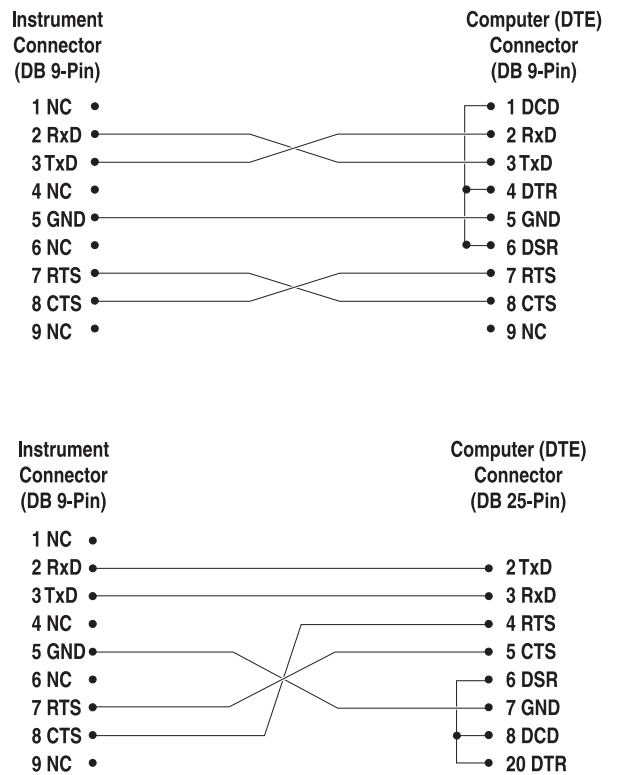 Instrument
Connector
(DB 9-Pin)
Computer (DTE)
Connector
(DB 9-Pin)
1 NC
1 DCD
2 RxD
2 RxD
3 TxD
3 TxD
4 NC
4 DTR
5 GND
5 GND
6 NC
6 DSR
7 RTS
7 RTS
8 CTS
8 CTS
9 NC
9 NC
Instrument
Connector
(DB 9-Pin)
Computer (DTE)
Connector
(DB 25-Pin)
1 NC
2 RxD
2 TxD
3 TxD
3 RxD
4 NC
4 RTS
5 GND
5 CTS
6 NC
6 DSR
7 RTS
7 GND
8 CTS
8 DCD
9 NC
20 DTR